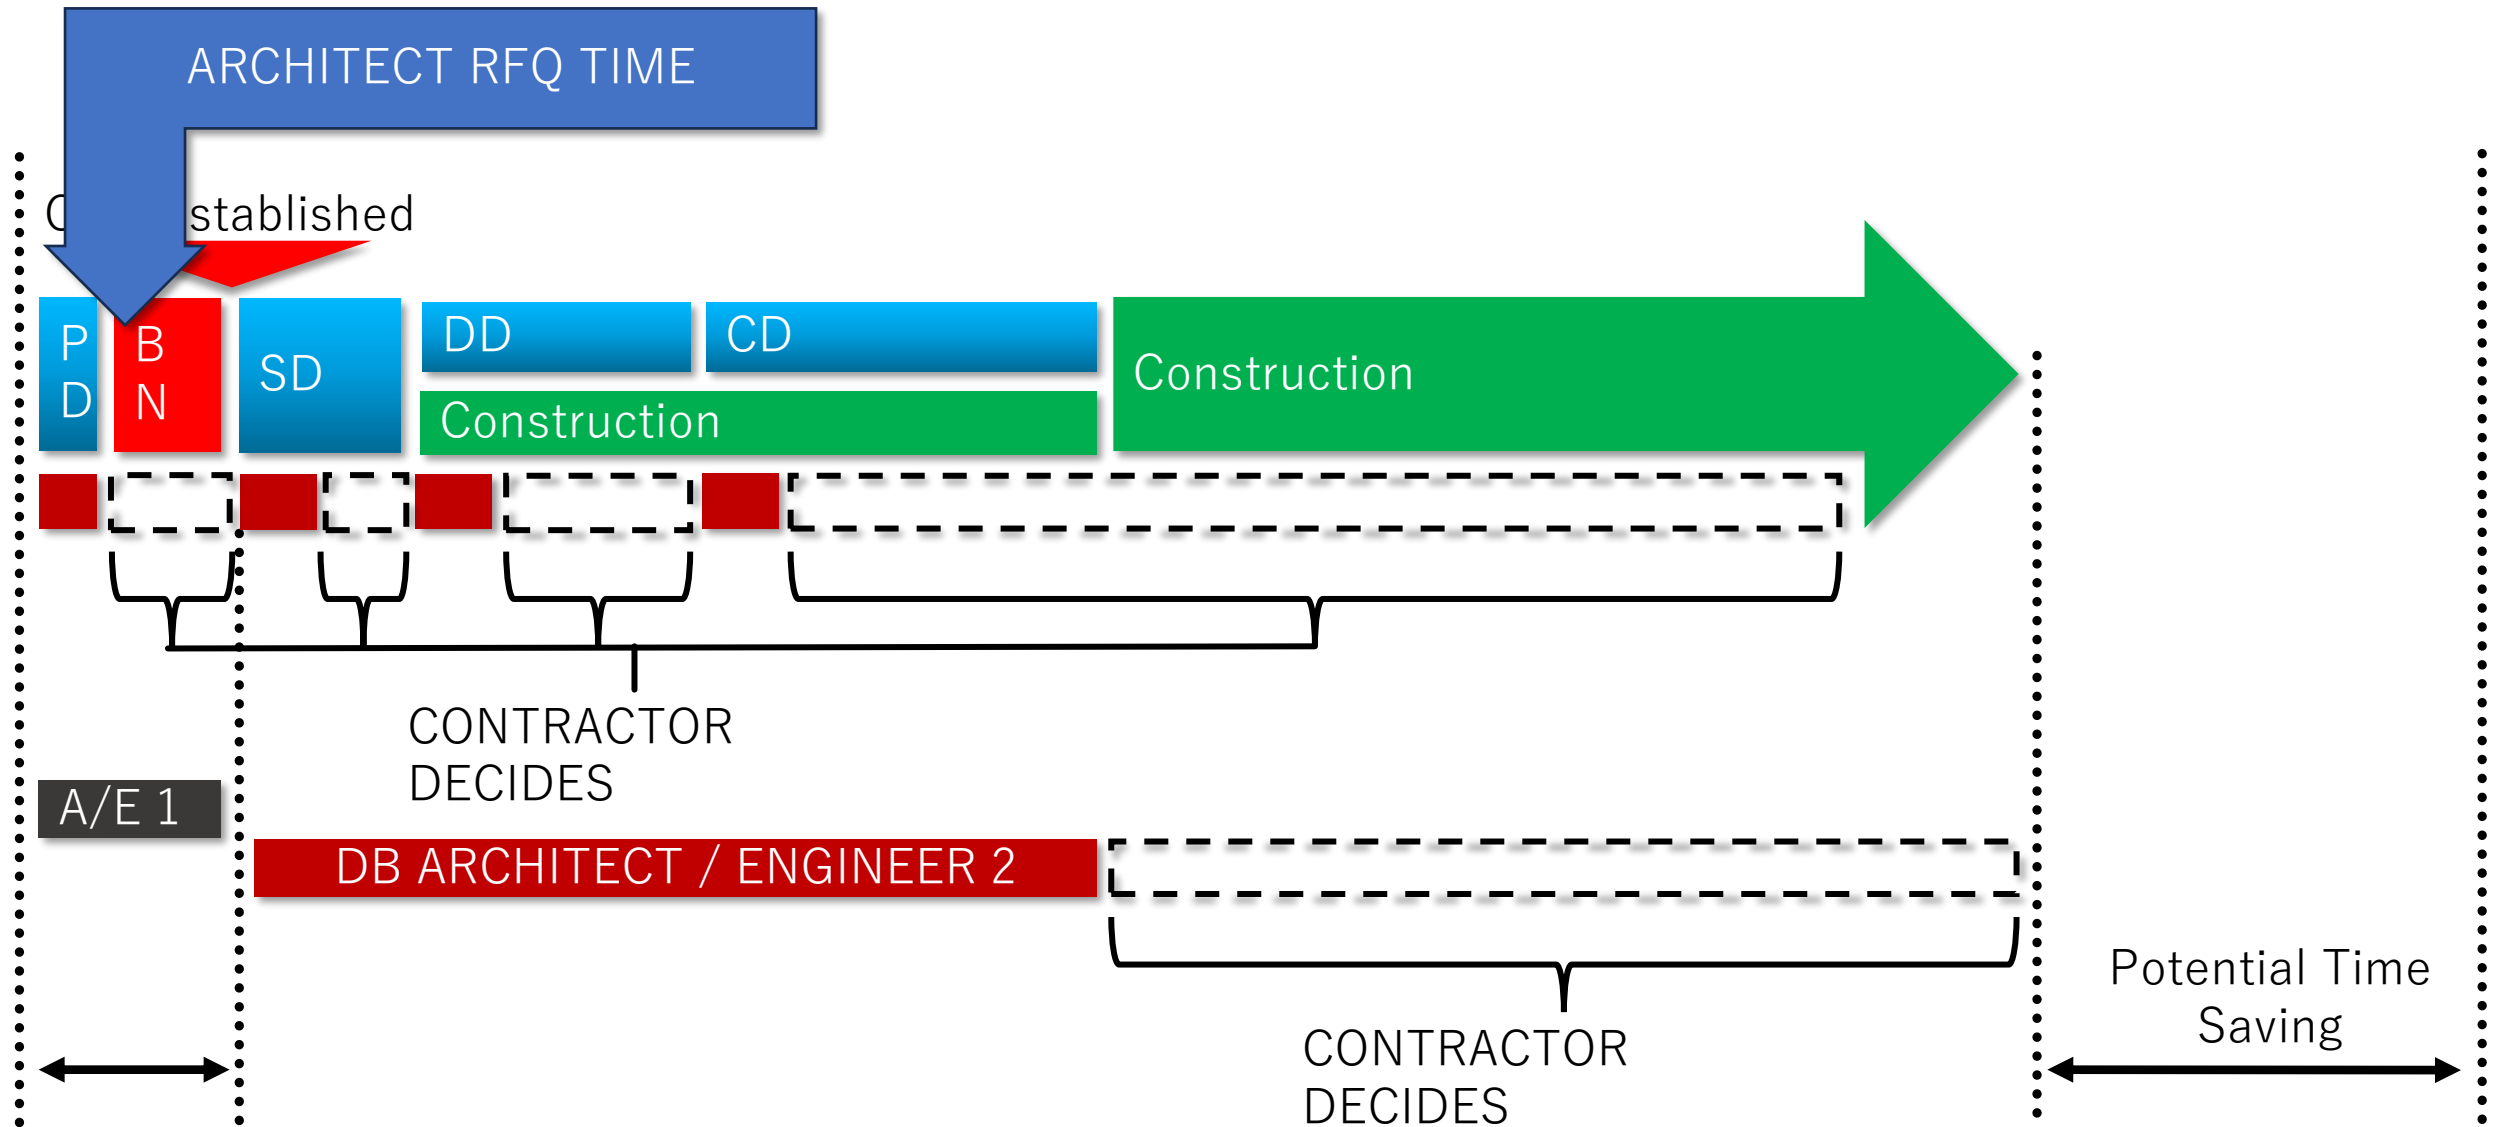 ARCHITECT RFQ TIME
stablished
P
D
B
N
SD
DD
CD
Construction
Construction
CONTRACTOR
DECIDES
A/E 1
DB ARCHITECT / ENGINEER 2
Potential Time
Saving
CONTRACTOR
DECIDES